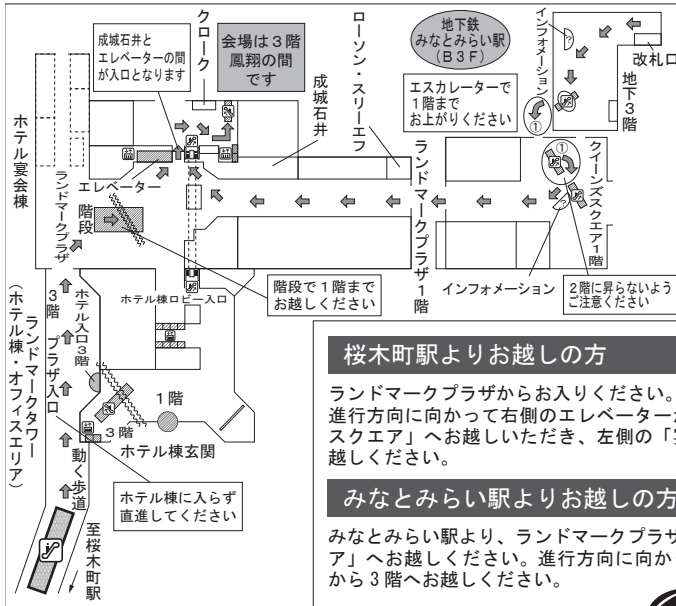 成城石井と
エレベーターの間
が入口となります
クローク
会場は３階
鳳翔の間
です
成城石井
ローソン・スリーエフ
地下鉄
みなとみらい駅
(B3F)
エスカレーターで
１階まで
お上がりください
インフォメーション
?
改札口
地下３階
①
クイーンズスクエア１階
①
?
インフォメーション
２階に昇らないよう
ご注意ください
ランドマークプラザ１階
ホテル宴会棟
ランドマークプラザ
エレベーター
階段
階段で１階まで
お越しください
ホテル棟ロビー入口
ホテル入口３階
３階
プラザ入口
ランドマークタワー
(ホテル棟・オフィスエリア)
１階
３階
ホテル棟玄関
動く歩道
ホテル棟に入らず
直進してください
至桜木町駅
桜木町駅よりお越しの方
ランドマークプラザからお入りください。
進行方向に向かって右側のエレベーター
スクエア」へお越しいただき、左側の「
越しください。
みなとみらい駅よりお越しの方
みなとみらい駅より、ランドマークプラザ
ア」へお越しください。進行方向に向か
から３階へお越しください。